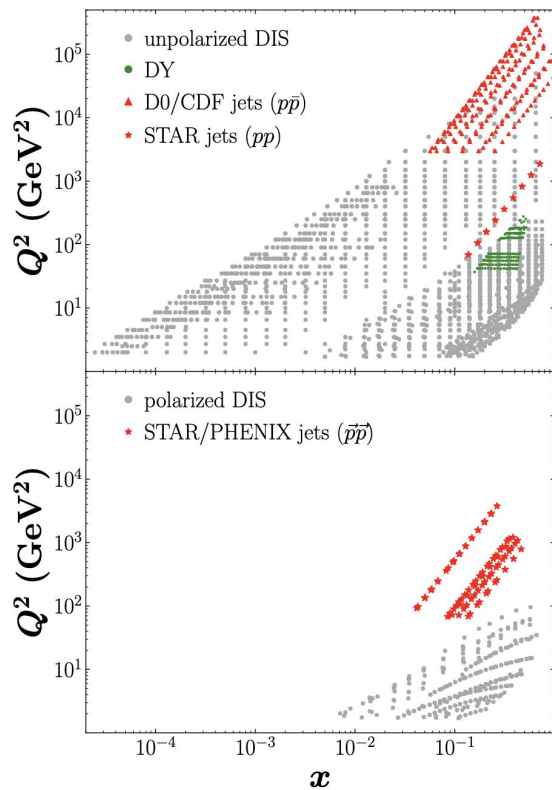 10⁵
10³
10²
10¹
Q² (GeV²)
unpolarized DIS
DY
D0/CDF jets (pp̄)
STAR jets (pp)
10⁵
10⁴
10³
10²
10¹
Q² (GeV²)
polarized DIS
STAR/PHENIX jets (p⃗p⃗)
10⁻⁴
10⁻³
10⁻²
10⁻¹
x